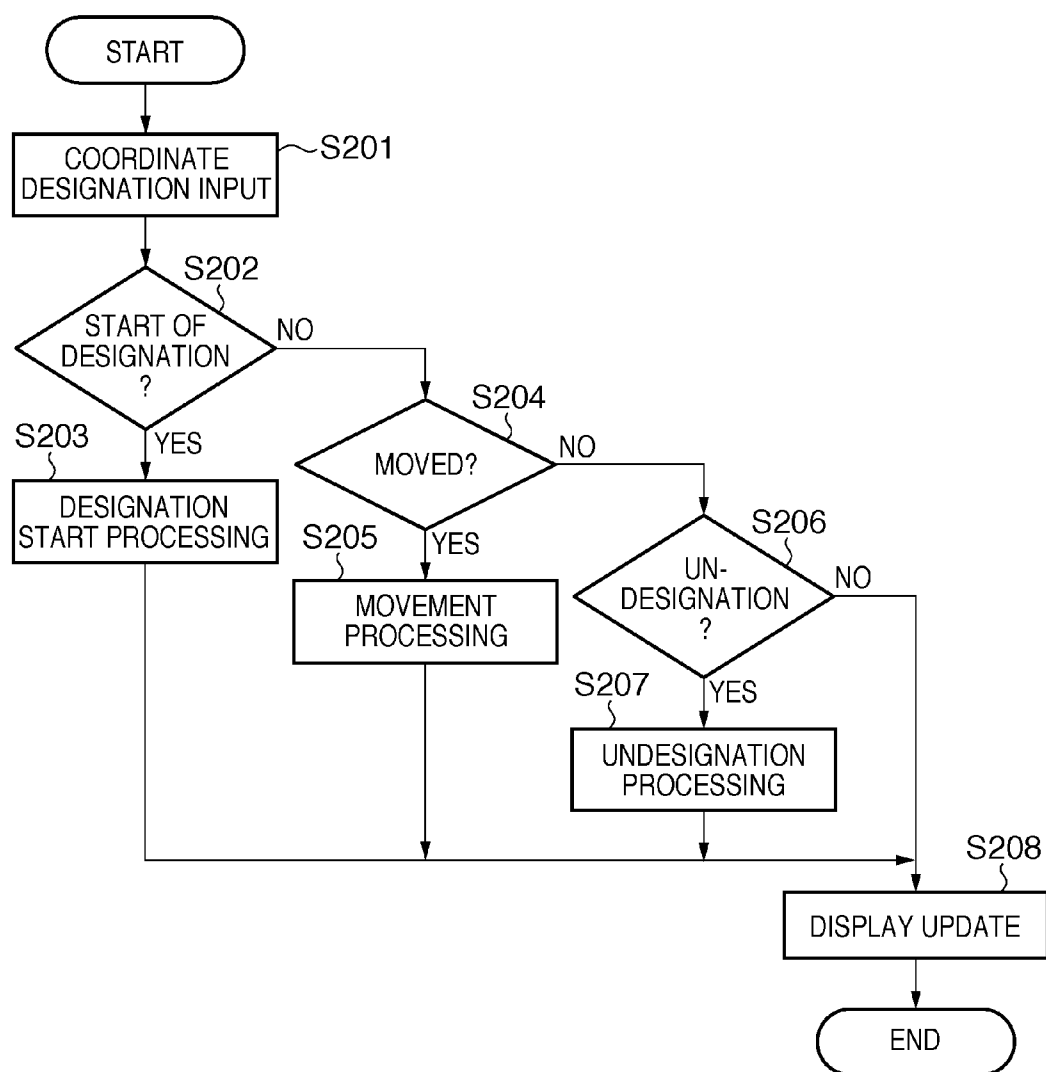 START
S201
COORDINATE
DESIGNATION INPUT
S202
START OF
DESIGNATION
?
NO
YES
S203
DESIGNATION
START PROCESSING
S204
MOVED?
NO
YES
S205
MOVEMENT
PROCESSING
S206
UN-
DESIGNATION
?
NO
YES
S207
UNDESIGNATION
PROCESSING
S208
DISPLAY UPDATE
END